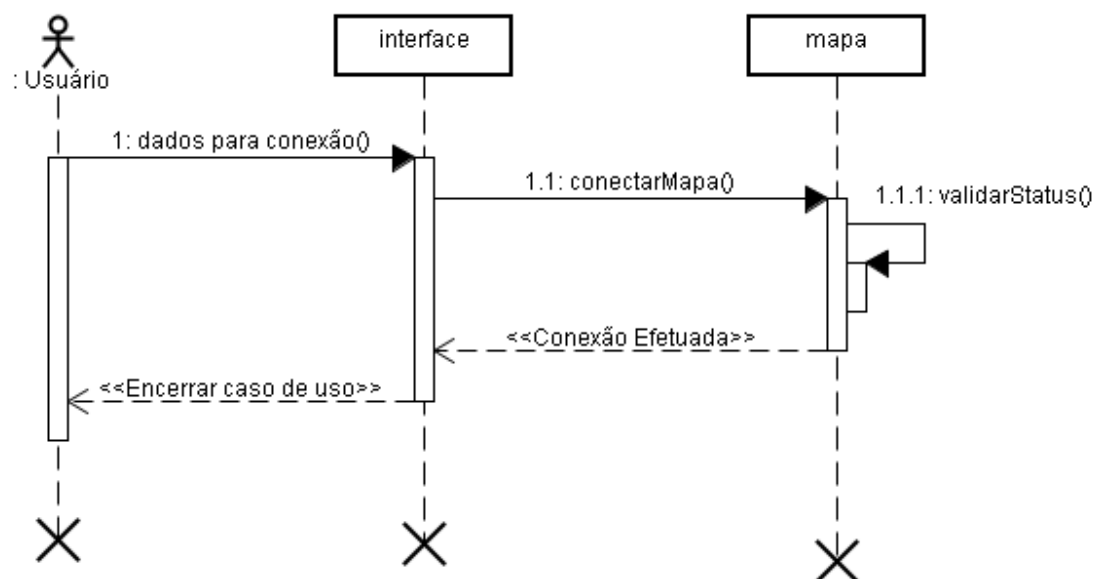 interface
mapa
: Usuário
1: dados para conexão()
1.1: conectarMapa()
1.1.1: validarStatus()
<<Conexão Efetuada>>
<<Encerrar caso de uso>>